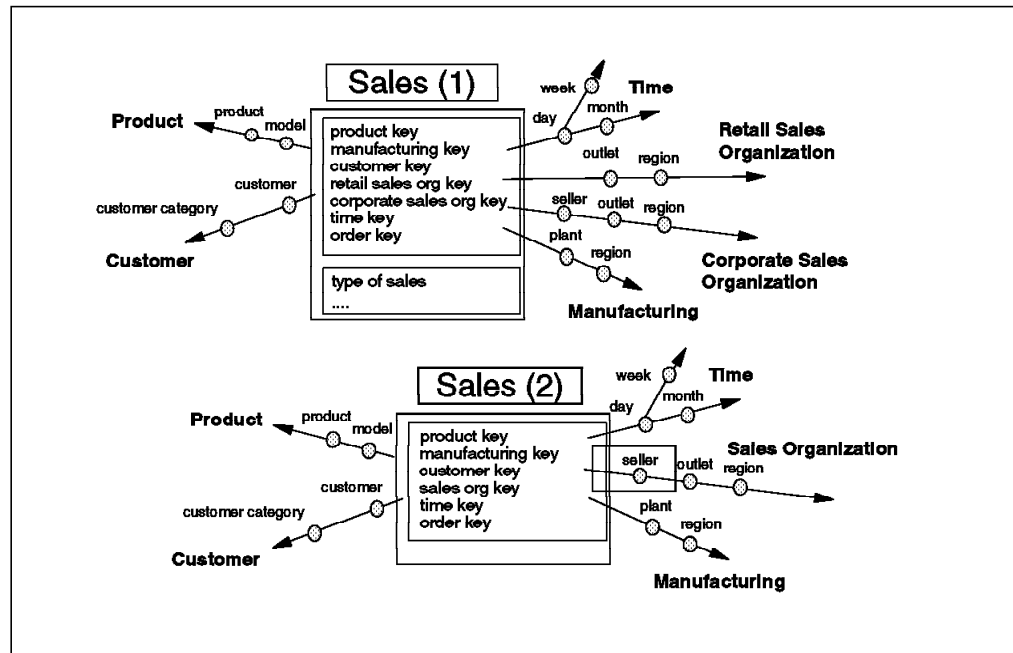 Sales (1)
week
Time
product
day
month
Product
model
product key
manufacturing key
customer key
retail sales org key
corporate sales org key
time key
order key
Retail Sales
Organization
outlet
region
customer
customer category
seller
outlet
region
Customer
plant
region
Corporate Sales
Organization
type of sales
....
Manufacturing
Sales (2)
week
Time
product
day
month
Product
model
product key
manufacturing key
customer key
sales org key
time key
order key
Sales Organization
seller
outlet
region
customer
customer category
plant
region
Customer
Manufacturing